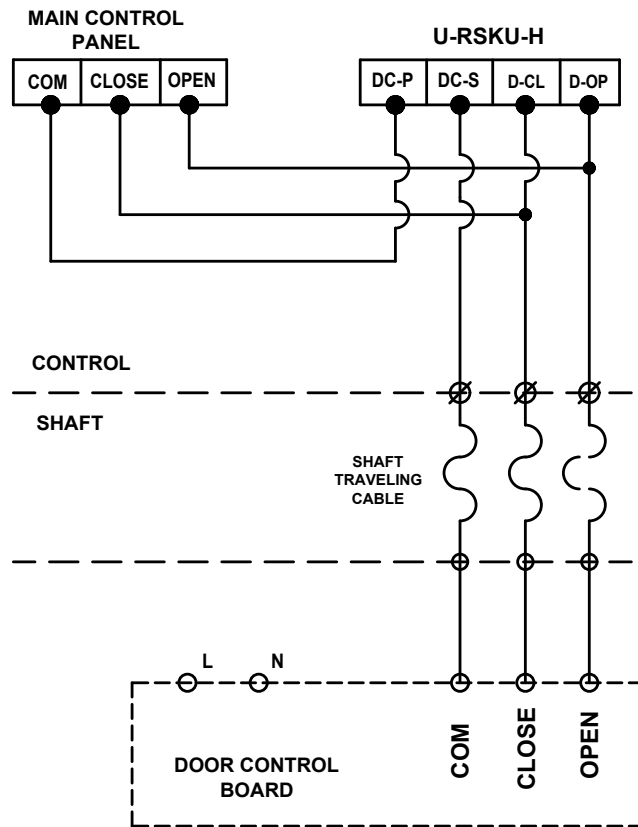 MAIN CONTROL
PANEL
U-RSKU-H
COM CLOSE OPEN
DC-P DC-S D-CL D-OP
CONTROL
SHAFT
SHAFT
TRAVELING
CABLE
L N
COM
CLOSE
OPEN
DOOR CONTROL
BOARD